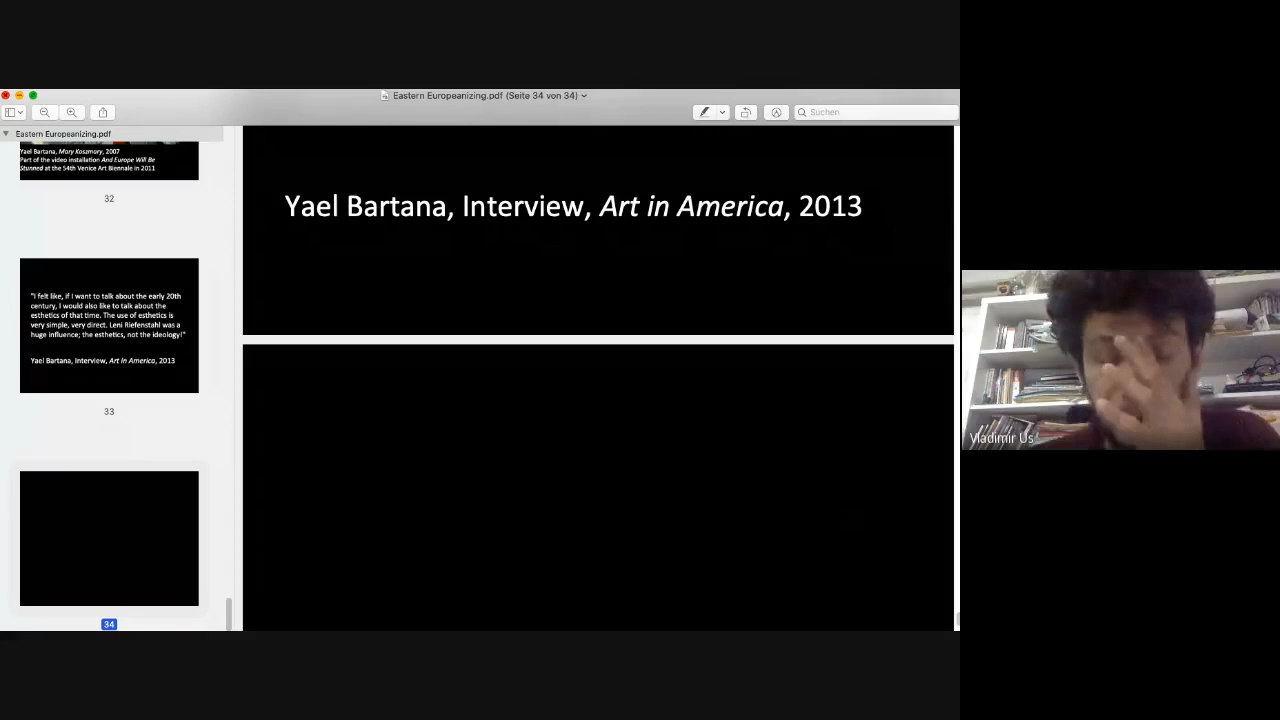 Eastern Europeanizing.pdf (Seite 34 von 34)
Suchen
Eastern Europeanizing.pdf
Yael Bartana, Mary Koszmary, 2007
Part of the video installation And Europe Will Be
Stunned at the 54th Venice Art Biennale in 2011
32
"I felt like, if I want to talk about the early 20th
century, I would also like to talk about the
esthetics of that time. The use of esthetics is
very simple, very direct. Leni Riefenstahl was a
huge influence; the esthetics, not the ideology!"
Yael Bartana, Interview, Art in America, 2013
33
34
Yael Bartana, Interview, Art in America, 2013
Vladimir Us